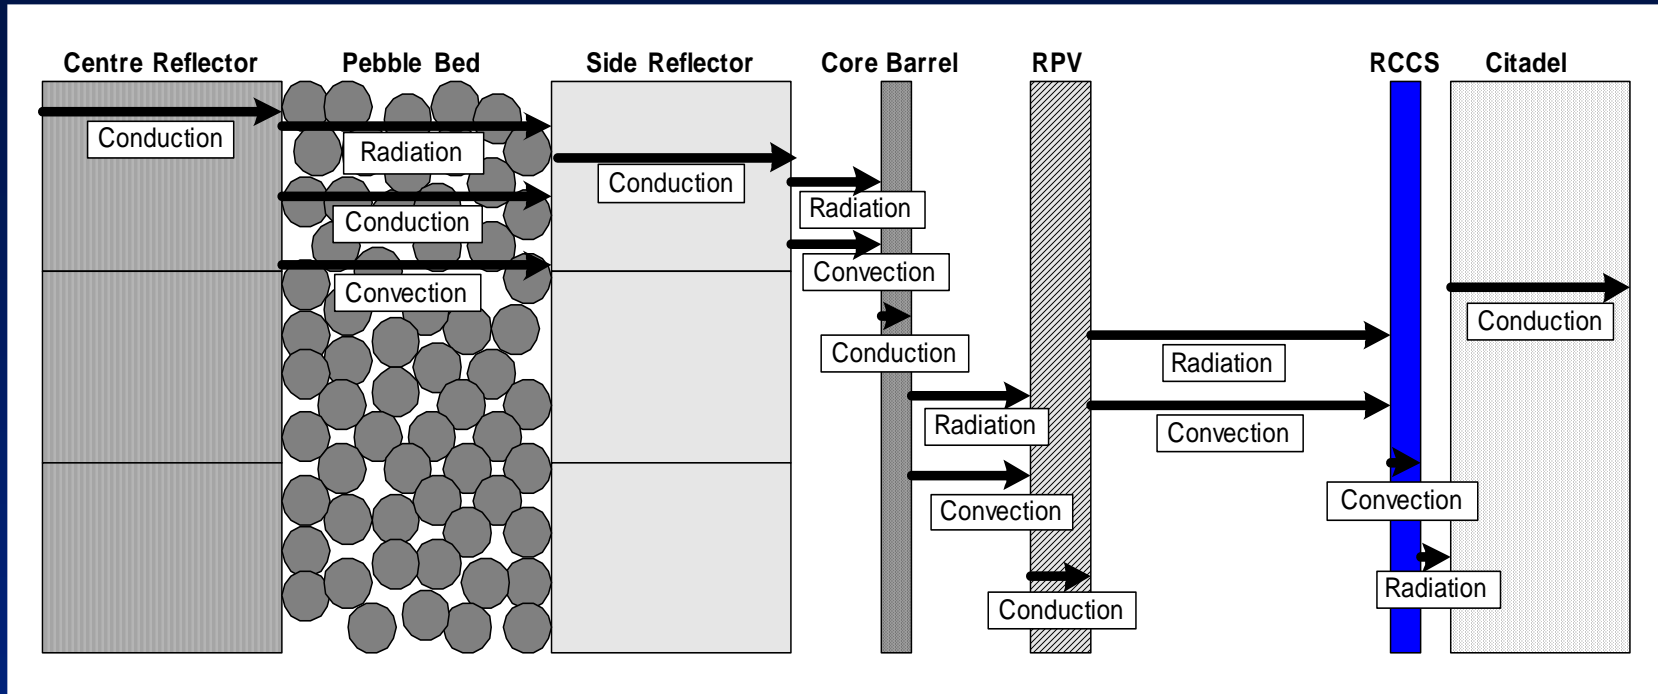 Centre Reflector
Pebble Bed
Side Reflector
Core Barrel
RPV
RCCS
Citadel
Conduction
Radiation
Conduction
Convection
Conduction
Radiation
Convection
Conduction
Radiation
Convection
Conduction
Radiation
Convection
Convection
Radiation
Conduction